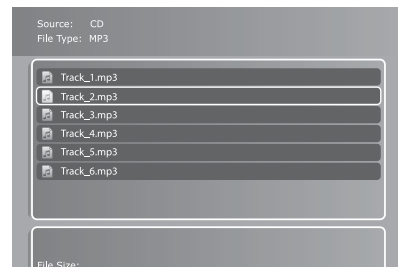 Source: CD
File Type: MP3
Track_1.mp3
Track_2.mp3
Track_3.mp3
Track_4.mp3
Track_5.mp3
Track_6.mp3
File Size: